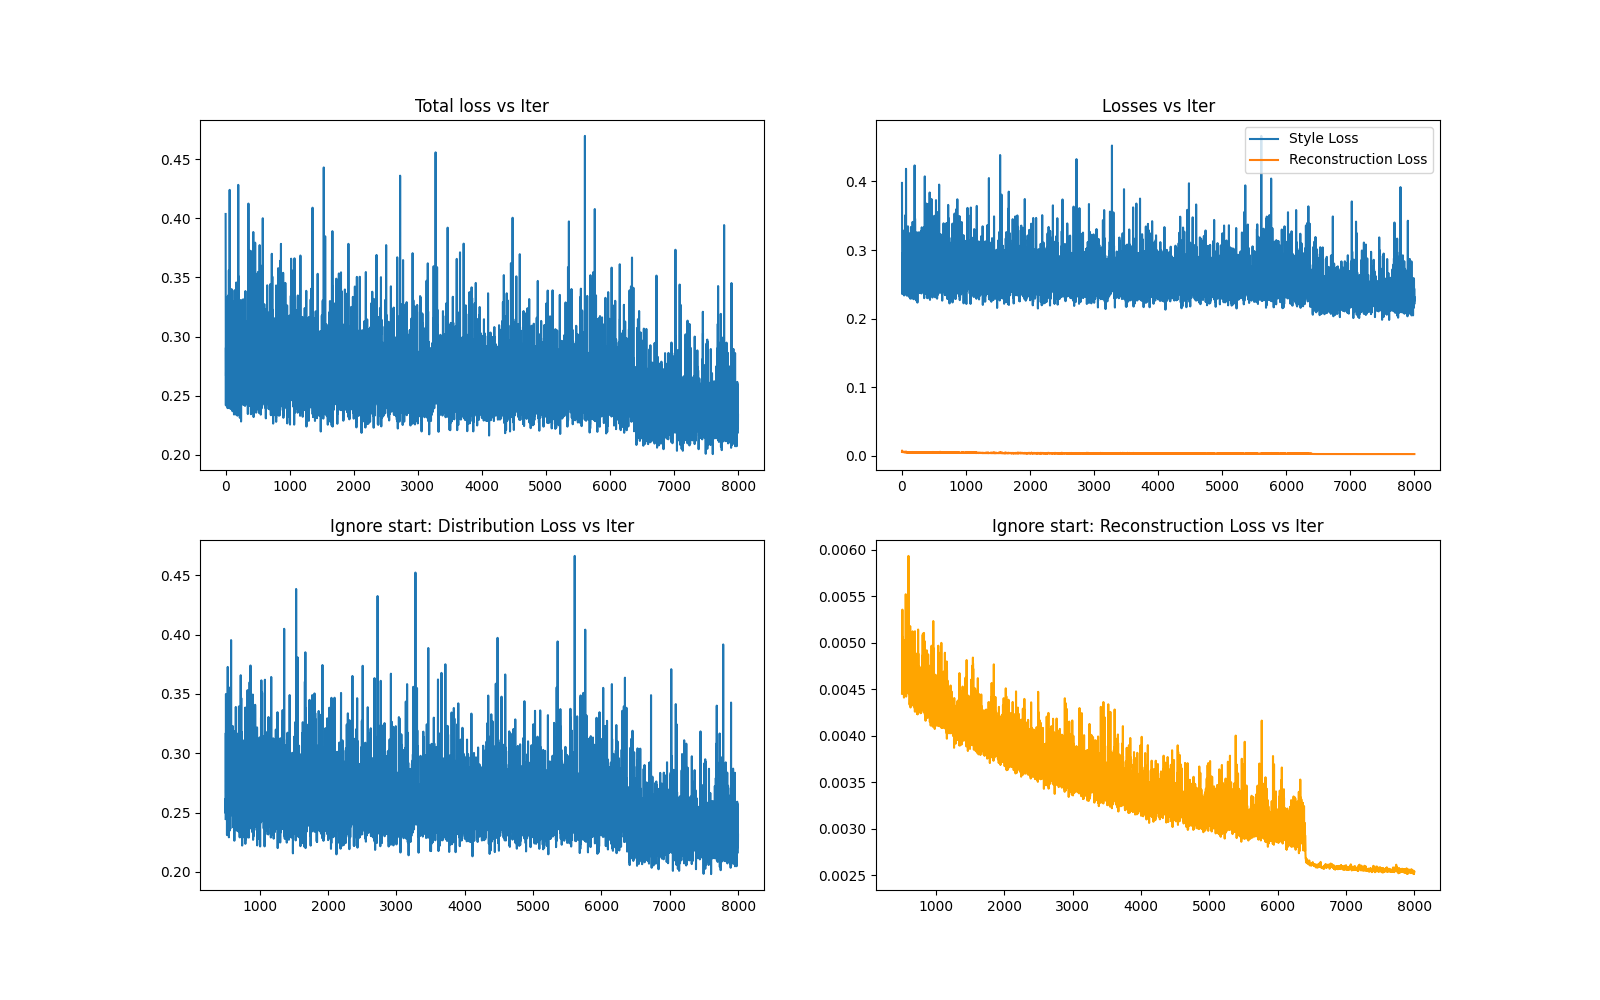 Total loss vs Iter
0.45
0.40
0.35
0.30
0.25
0.20
0 1000 2000 3000 4000 5000 6000 7000 8000
Losses vs Iter
Style Loss
Reconstruction Loss
0.4
0.3
0.2
0.1
0.0
0 1000 2000 3000 4000 5000 6000 7000 8000
Ignore start: Distribution Loss vs Iter
0.45
0.40
0.35
0.30
0.25
0.20
1000 2000 3000 4000 5000 6000 7000 8000
Ignore start: Reconstruction Loss vs Iter
0.0060
0.0055
0.0050
0.0045
0.0040
0.0035
0.0030
0.0025
1000 2000 3000 4000 5000 6000 7000 8000